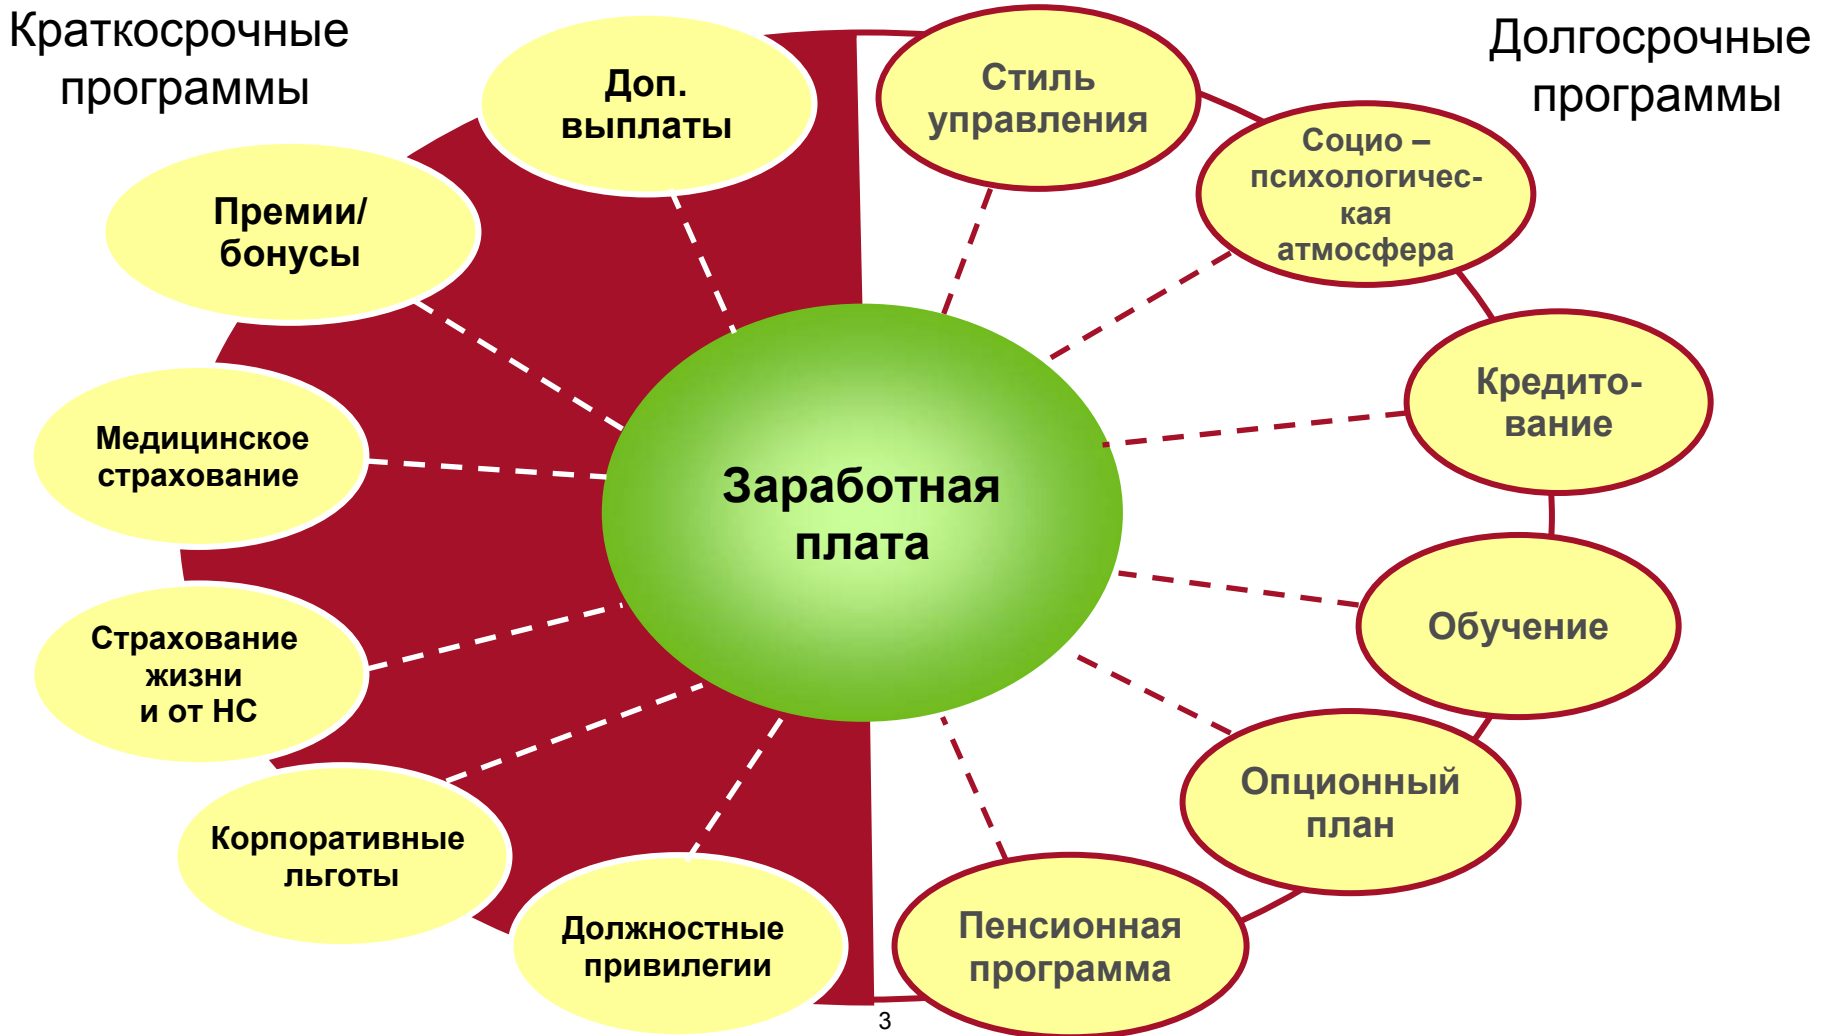 Краткосрочные
программы
Долгосрочные
программы
Доп.
выплаты
Стиль
управления
Социо –
психологичес-
кая
атмосфера
Премии/
бонусы
Кредито-
вание
Медицинское
страхование
Заработная
плата
Страхование
жизни
и от НС
Обучение
Корпоративные
льготы
Опционный
план
Должностные
привилегии
Пенсионная
программа
3